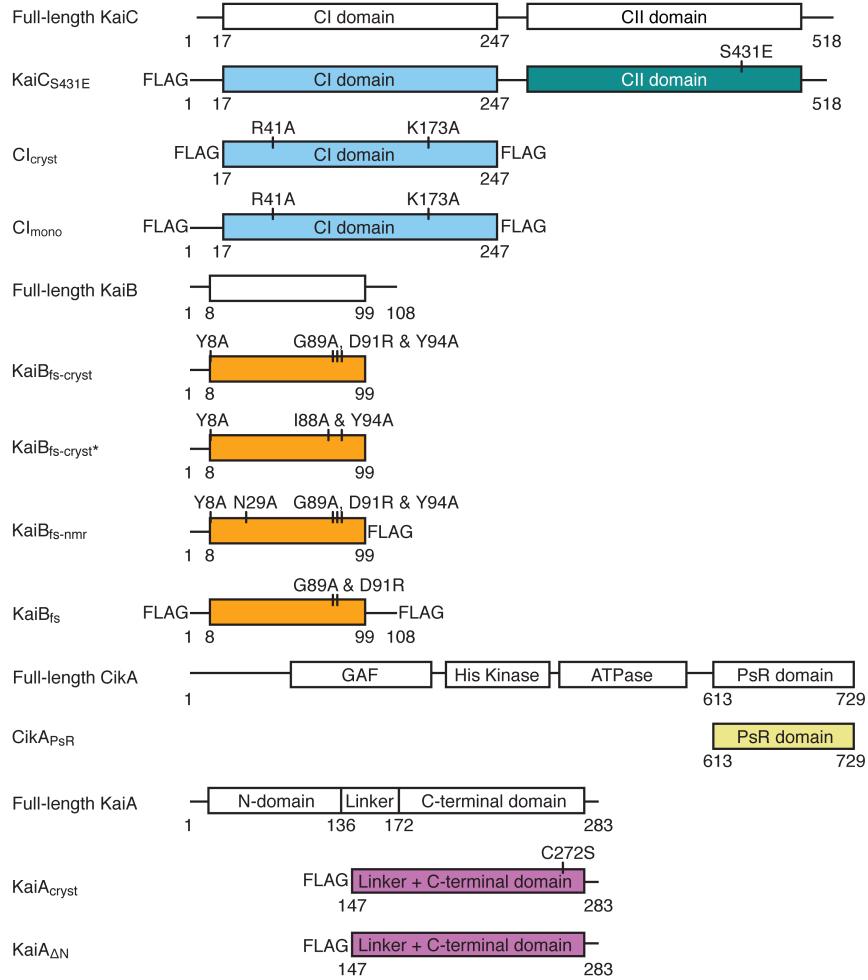 Full-length KaiC CI domain CII domain
1 17 247 518
S431E
KaiCS431E FLAG CI domain CII domain
1 17 247 518
R41A K173A
CIcryst FLAG CI domain FLAG
17 247
R41A K173A
CImono FLAG CI domain FLAG
1 17 247
Full-length KaiB
1 8 99 108
Y8A G89A, D91R & Y94A
KaiBfs-cryst
1 8 99
Y8A I88A & Y94A
KaiBfs-cryst*
1 8 99
Y8A N29A G89A, D91R & Y94A
KaiBfs-nmr FLAG
1 8 99
G89A & D91R
KaiBfs FLAG FLAG
1 8 99 108
Full-length CikA GAF His Kinase ATPase PsR domain
1 613 729
CikAPsR PsR domain
613 729
Full-length KaiA N-domain Linker C-terminal domain
1 136 172 283
C272S
KaiAcryst FLAG Linker + C-terminal domain
147 283
KaiAΔN FLAG Linker + C-terminal domain
147 283